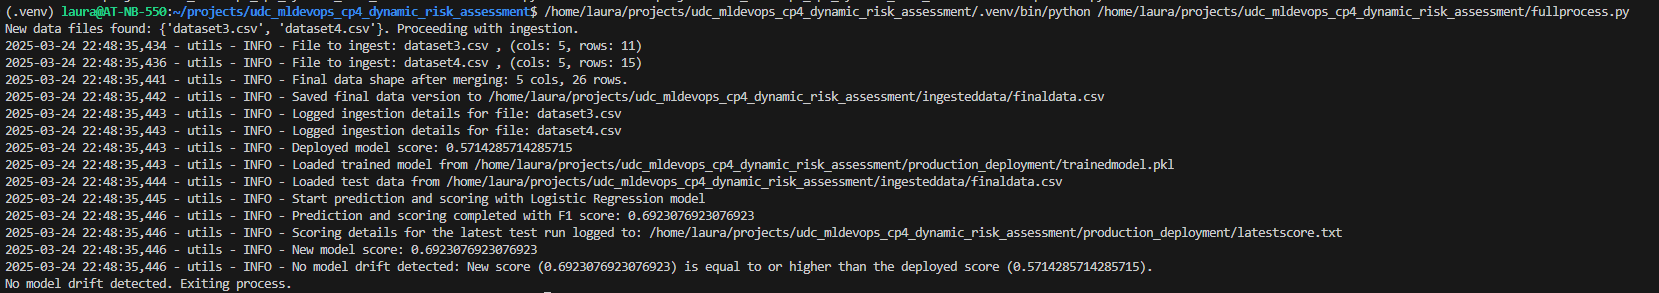 (.venv) laura@AT-NB-550:~/projects/udc_mldevops_cp4_dynamic_risk_assessment$ /home/laura/projects/udc_mldevops_cp4_dynamic_risk_assessment/.venv/bin/python /home/laura/projects/udc_mldevops_cp4_dynamic_risk_assessment/fullprocess.py
New data files found: {'dataset3.csv', 'dataset4.csv'}. Proceeding with ingestion.
2025-03-24 22:48:35,434 - utils - INFO - File to ingest: dataset3.csv , (cols: 5, rows: 11)
2025-03-24 22:48:35,436 - utils - INFO - File to ingest: dataset4.csv , (cols: 5, rows: 15)
2025-03-24 22:48:35,441 - utils - INFO - Final data shape after merging: 5 cols, 26 rows.
2025-03-24 22:48:35,442 - utils - INFO - Saved final data version to /home/laura/projects/udc_mldevops_cp4_dynamic_risk_assessment/ingesteddata/finaldata.csv
2025-03-24 22:48:35,443 - utils - INFO - Logged ingestion details for file: dataset3.csv
2025-03-24 22:48:35,443 - utils - INFO - Logged ingestion details for file: dataset4.csv
2025-03-24 22:48:35,443 - utils - INFO - Deployed model score: 0.5714285714285715
2025-03-24 22:48:35,443 - utils - INFO - Loaded trained model from /home/laura/projects/udc_mldevops_cp4_dynamic_risk_assessment/production_deployment/trainedmodel.pkl
2025-03-24 22:48:35,444 - utils - INFO - Loaded test data from /home/laura/projects/udc_mldevops_cp4_dynamic_risk_assessment/ingesteddata/finaldata.csv
2025-03-24 22:48:35,445 - utils - INFO - Start prediction and scoring with Logistic Regression model
2025-03-24 22:48:35,446 - utils - INFO - Prediction and scoring completed with F1 score: 0.6923076923076923
2025-03-24 22:48:35,446 - utils - INFO - Scoring details for the latest test run logged to: /home/laura/projects/udc_mldevops_cp4_dynamic_risk_assessment/production_deployment/latestscore.txt
2025-03-24 22:48:35,446 - utils - INFO - New model score: 0.6923076923076923
2025-03-24 22:48:35,446 - utils - INFO - No model drift detected: New score (0.6923076923076923) is equal to or higher than the deployed score (0.5714285714285715).
No model drift detected. Exiting process.